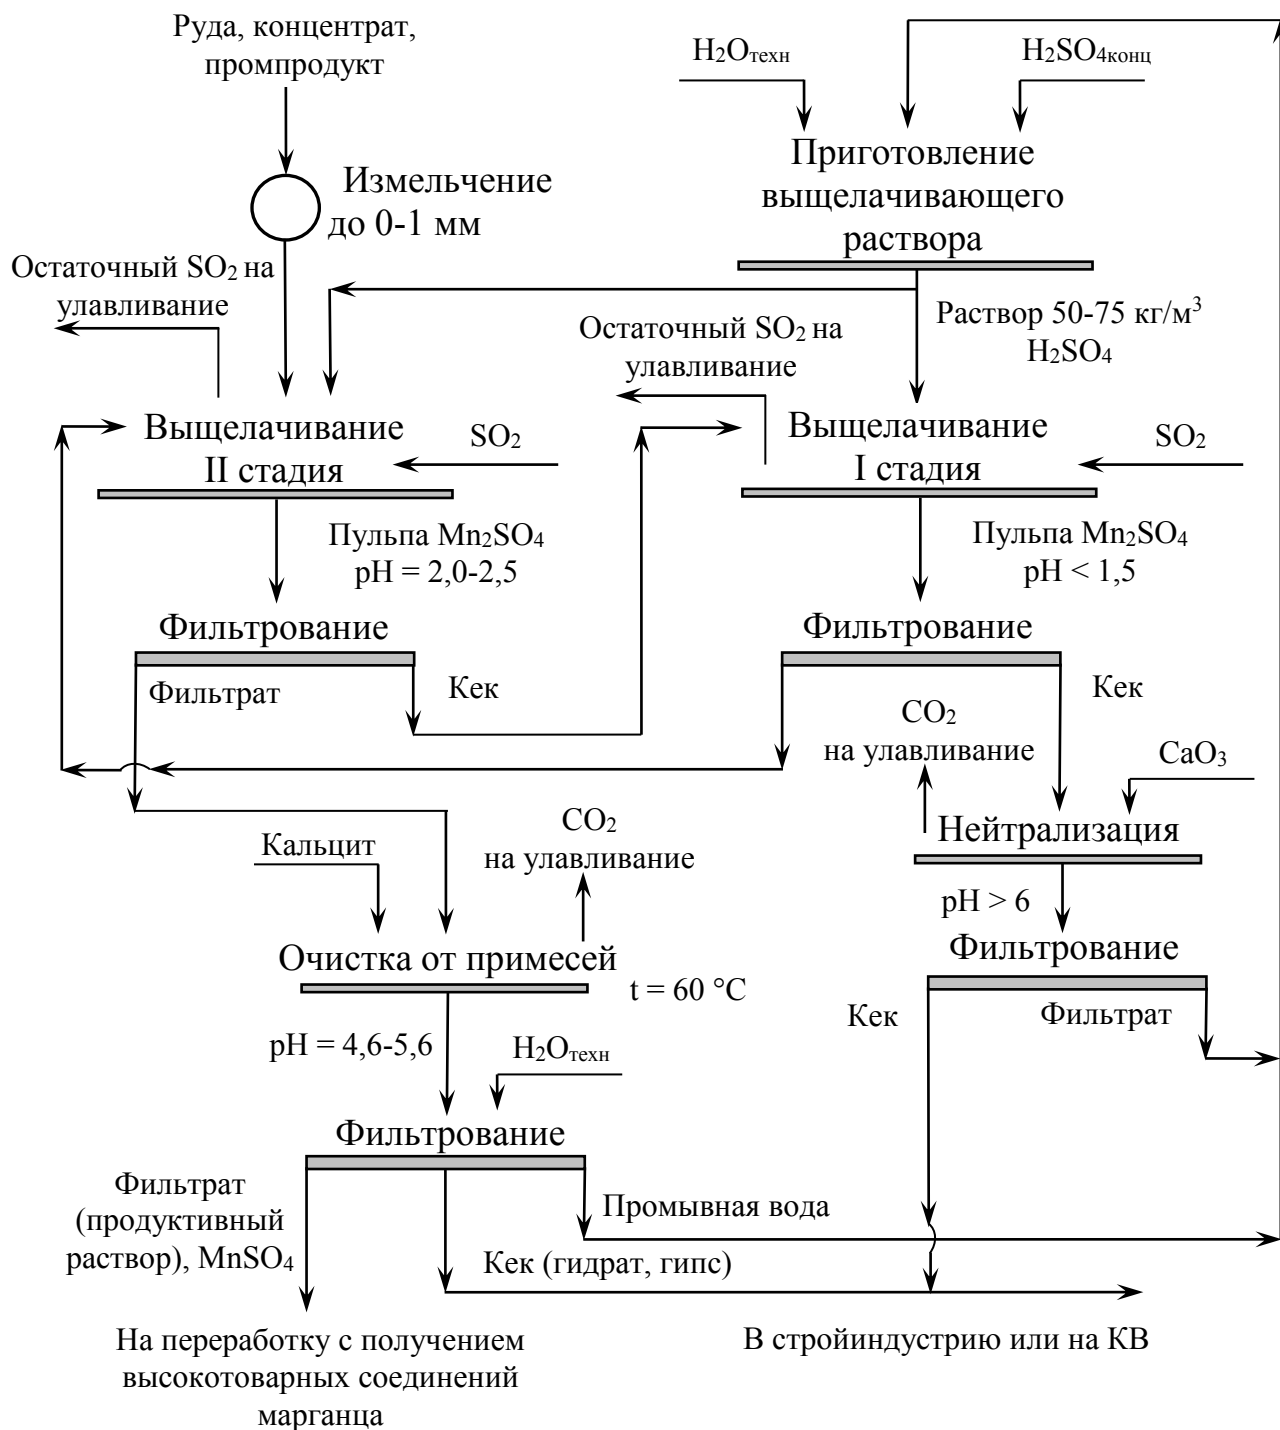 Руда, концентрат,
промпродукт
H₂Oтехн
H₂SO₄конц
Приготовление
выщелачивающего
раствора
Измельчение
до 0-1 мм
Остаточный SO₂ на
улавливание
Раствор 50-75 кг/м³
H₂SO₄
Остаточный SO₂ на
улавливание
Выщелачивание
II стадия
SO₂
Выщелачивание
I стадия
SO₂
Пульпа Mn₂SO₄
pH = 2,0-2,5
Пульпа Mn₂SO₄
pH < 1,5
Фильтрование
Фильтрование
Фильтрат
Кек
Кек
CO₂
на улавливание
CaO₃
Нейтрализация
Кальцит
CO₂
на улавливание
pH > 6
Фильтрование
Очистка от примесей
t = 60 °C
Кек
Фильтрат
pH = 4,6-5,6
H₂Oтехн
Фильтрование
Фильтрат
(продуктивный
раствор), MnSO₄
Промывная вода
Кек (гидрат, гипс)
На переработку с получением
высокотоварных соединений
марганца
В стройиндустрию или на КВ